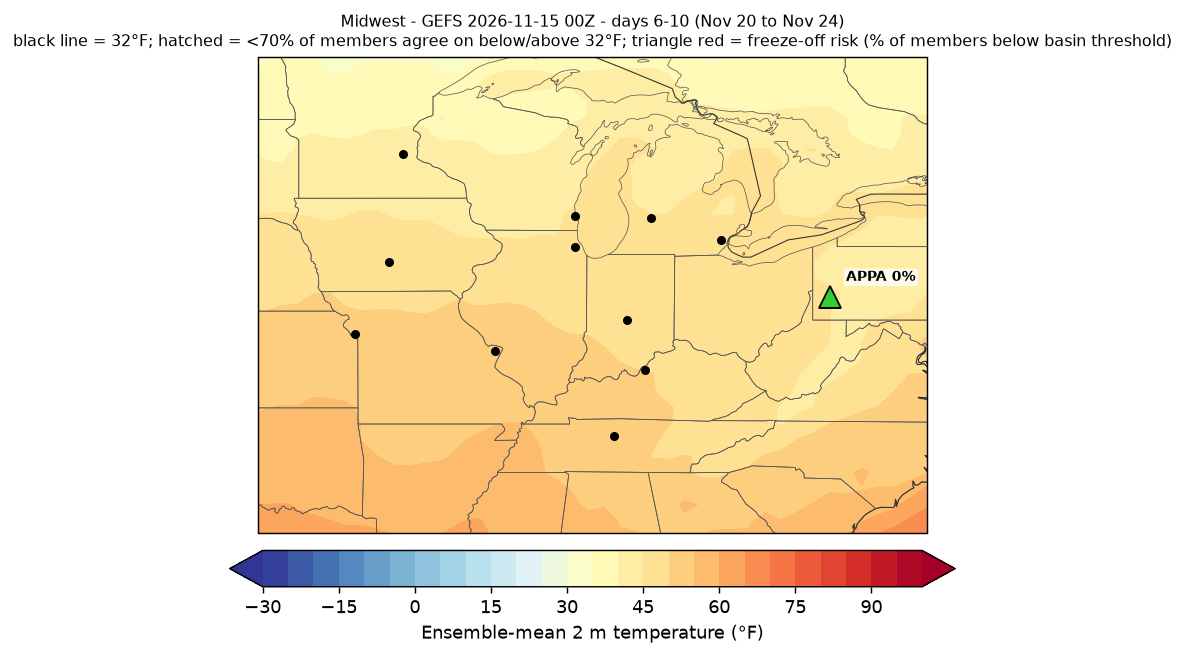 Midwest - GEFS 2026-11-15 00Z - days 6-10 (Nov 20 to Nov 24)
black line = 32°F; hatched = <70% of members agree on below/above 32°F; triangle red = freeze-off risk (% of members below basin threshold)
APPA 0%
−30 −15 0 15 30 45 60 75 90
Ensemble-mean 2 m temperature (°F)